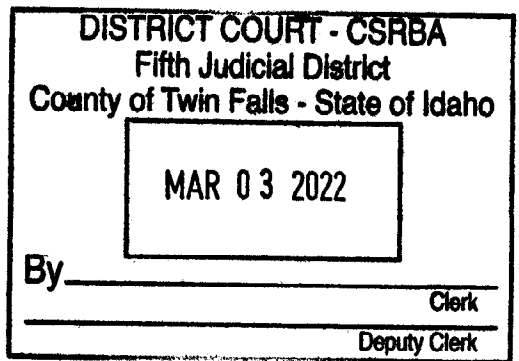 DISTRICT COURT - CSRBA
Fifth Judicial District
County of Twin Falls - State of Idaho
MAR 03 2022
By
Clerk
Deputy Clerk